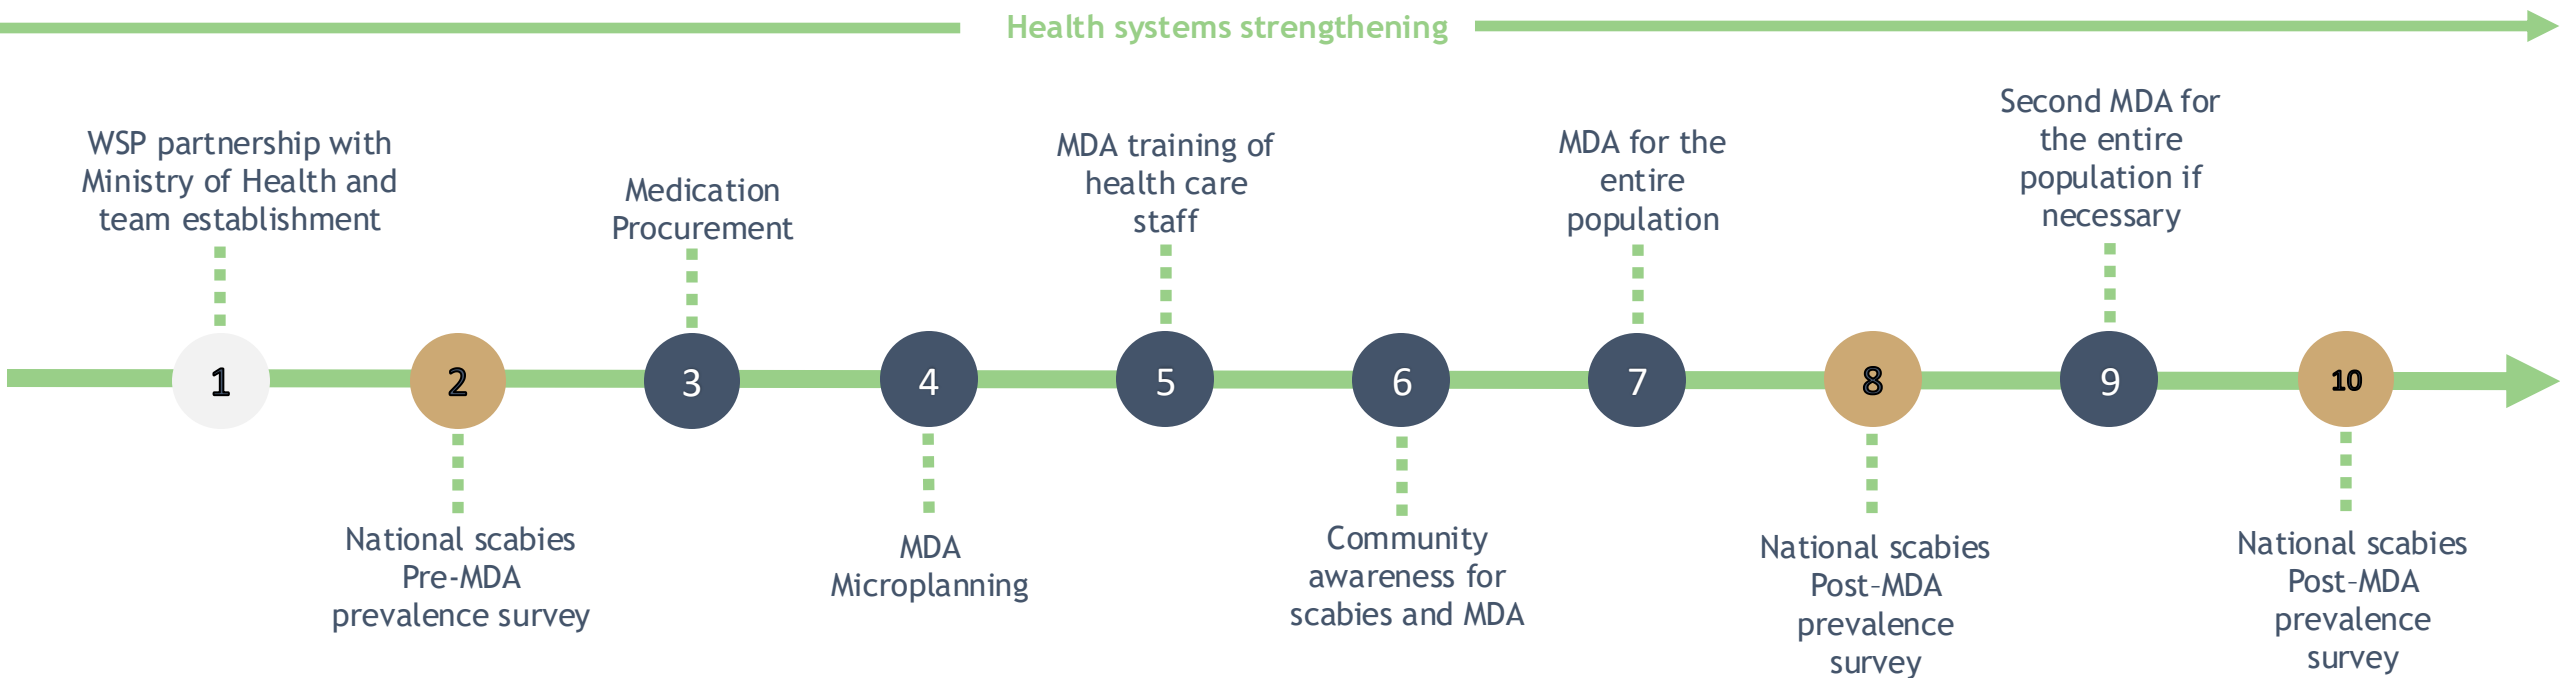 Health systems strengthening
WSP partnership with
Ministry of Health and
team establishment
1
2
National scabies
Pre-MDA
prevalence survey
Medication
Procurement
3
4
MDA
Microplanning
MDA training of
health care
staff
5
6
Community
awareness for
scabies and MDA
MDA for the
entire
population
7
8
National scabies
Post-MDA
prevalence
survey
Second MDA for
the entire
population if
necessary
9
10
National scabies
Post-MDA
prevalence
survey